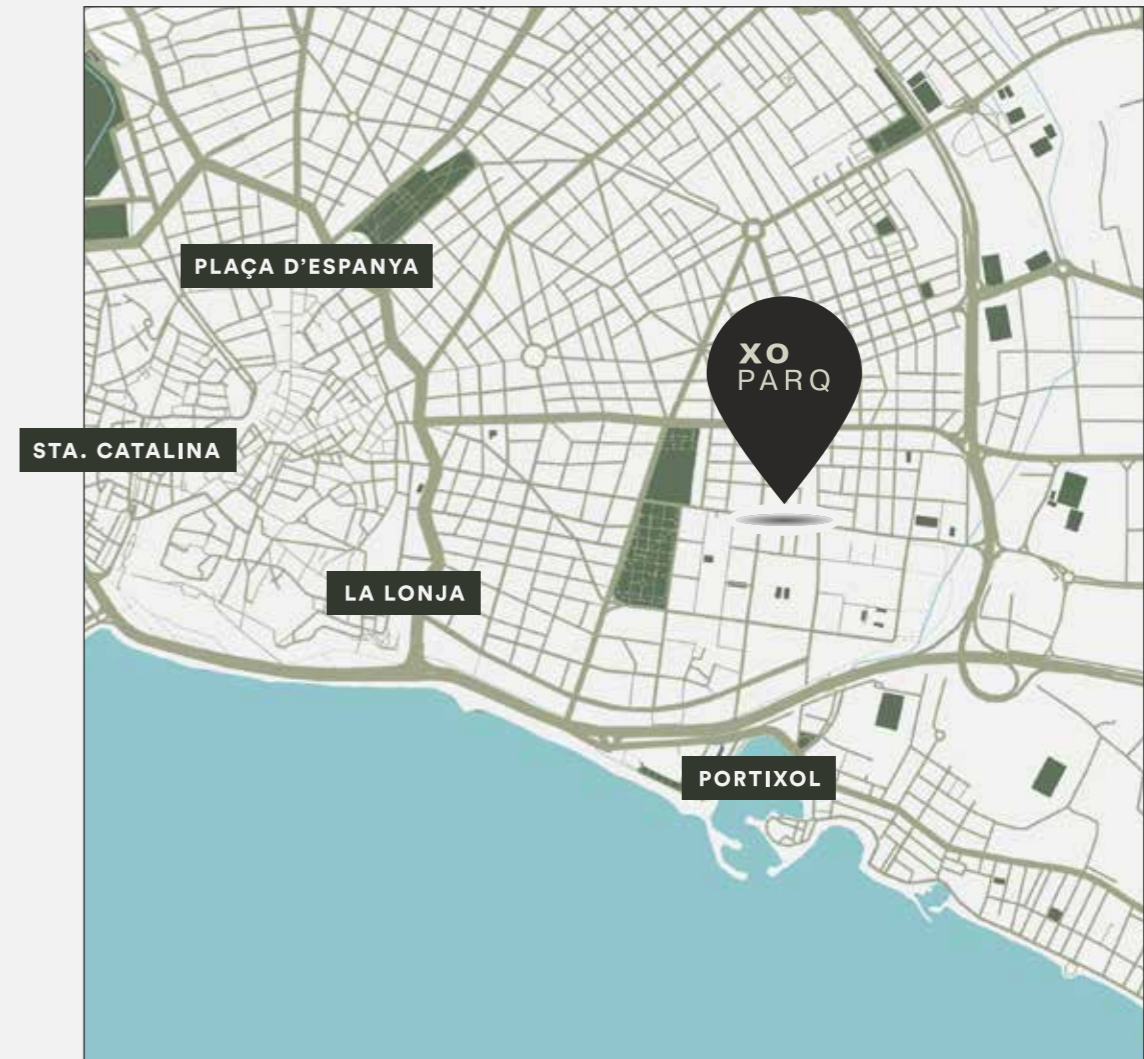 PLAÇA D'ESPANYA
XO
PARQ
STA. CATALINA
LA LONJA
PORTIXOL